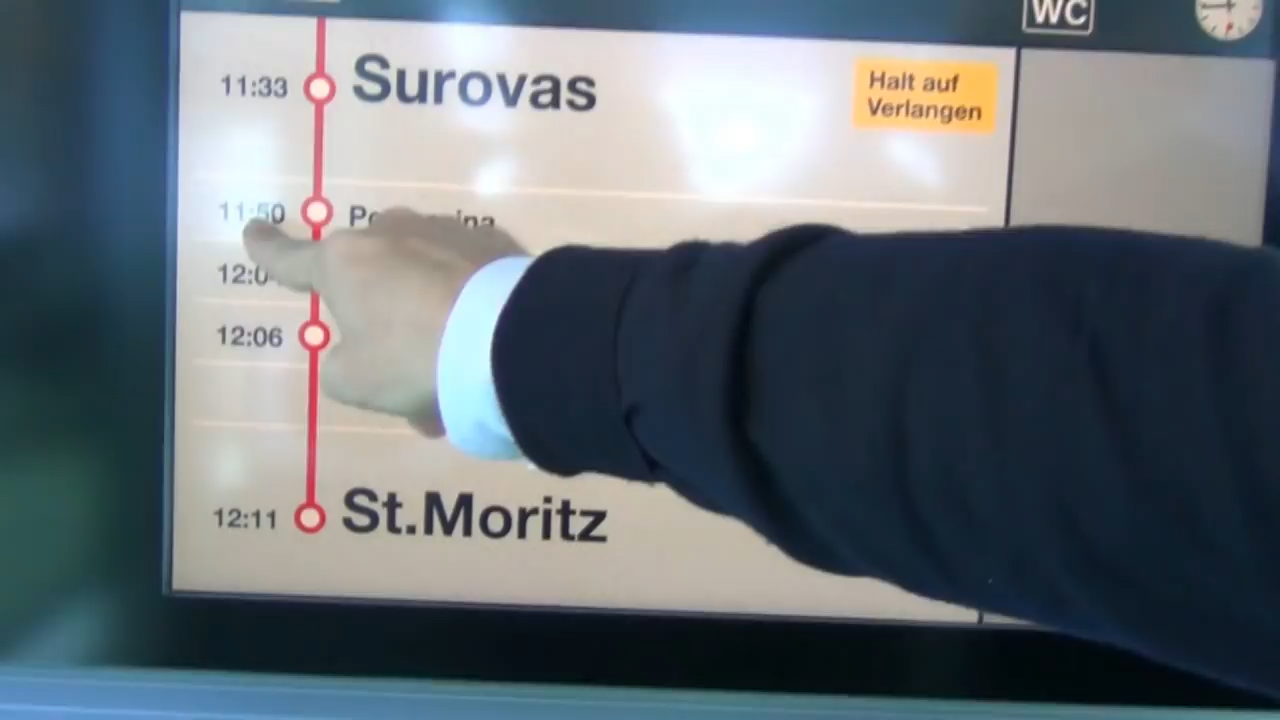 WC
11:33 Surovas
Halt auf
Verlangen
11:50
12:06
12:11 St.Moritz